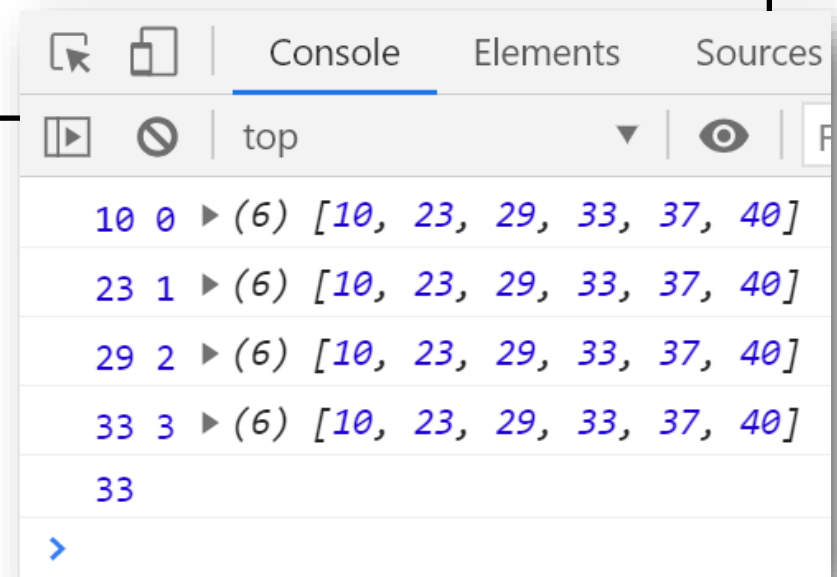 Console Elements Sources
top
10 0 (6) [10, 23, 29, 33, 37, 40]
23 1 (6) [10, 23, 29, 33, 37, 40]
29 2 (6) [10, 23, 29, 33, 37, 40]
33 3 (6) [10, 23, 29, 33, 37, 40]
33